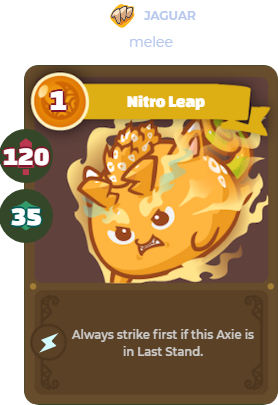 JAGUAR
melee
1
Nitro Leap
120
35
Always strike first if this Axie is
in Last Stand.